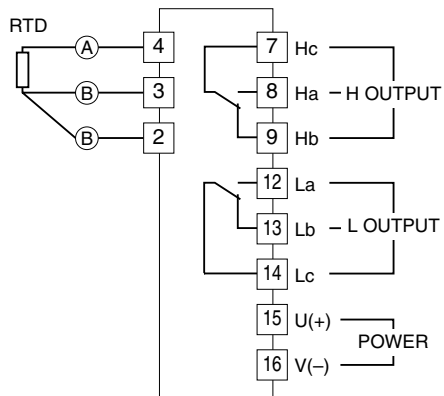 RTD
A 4 7 Hc
B 3 8 Ha H OUTPUT
B 2 9 Hb
12 La
13 Lb L OUTPUT
14 Lc
15 U(+)
POWER
16 V(–)